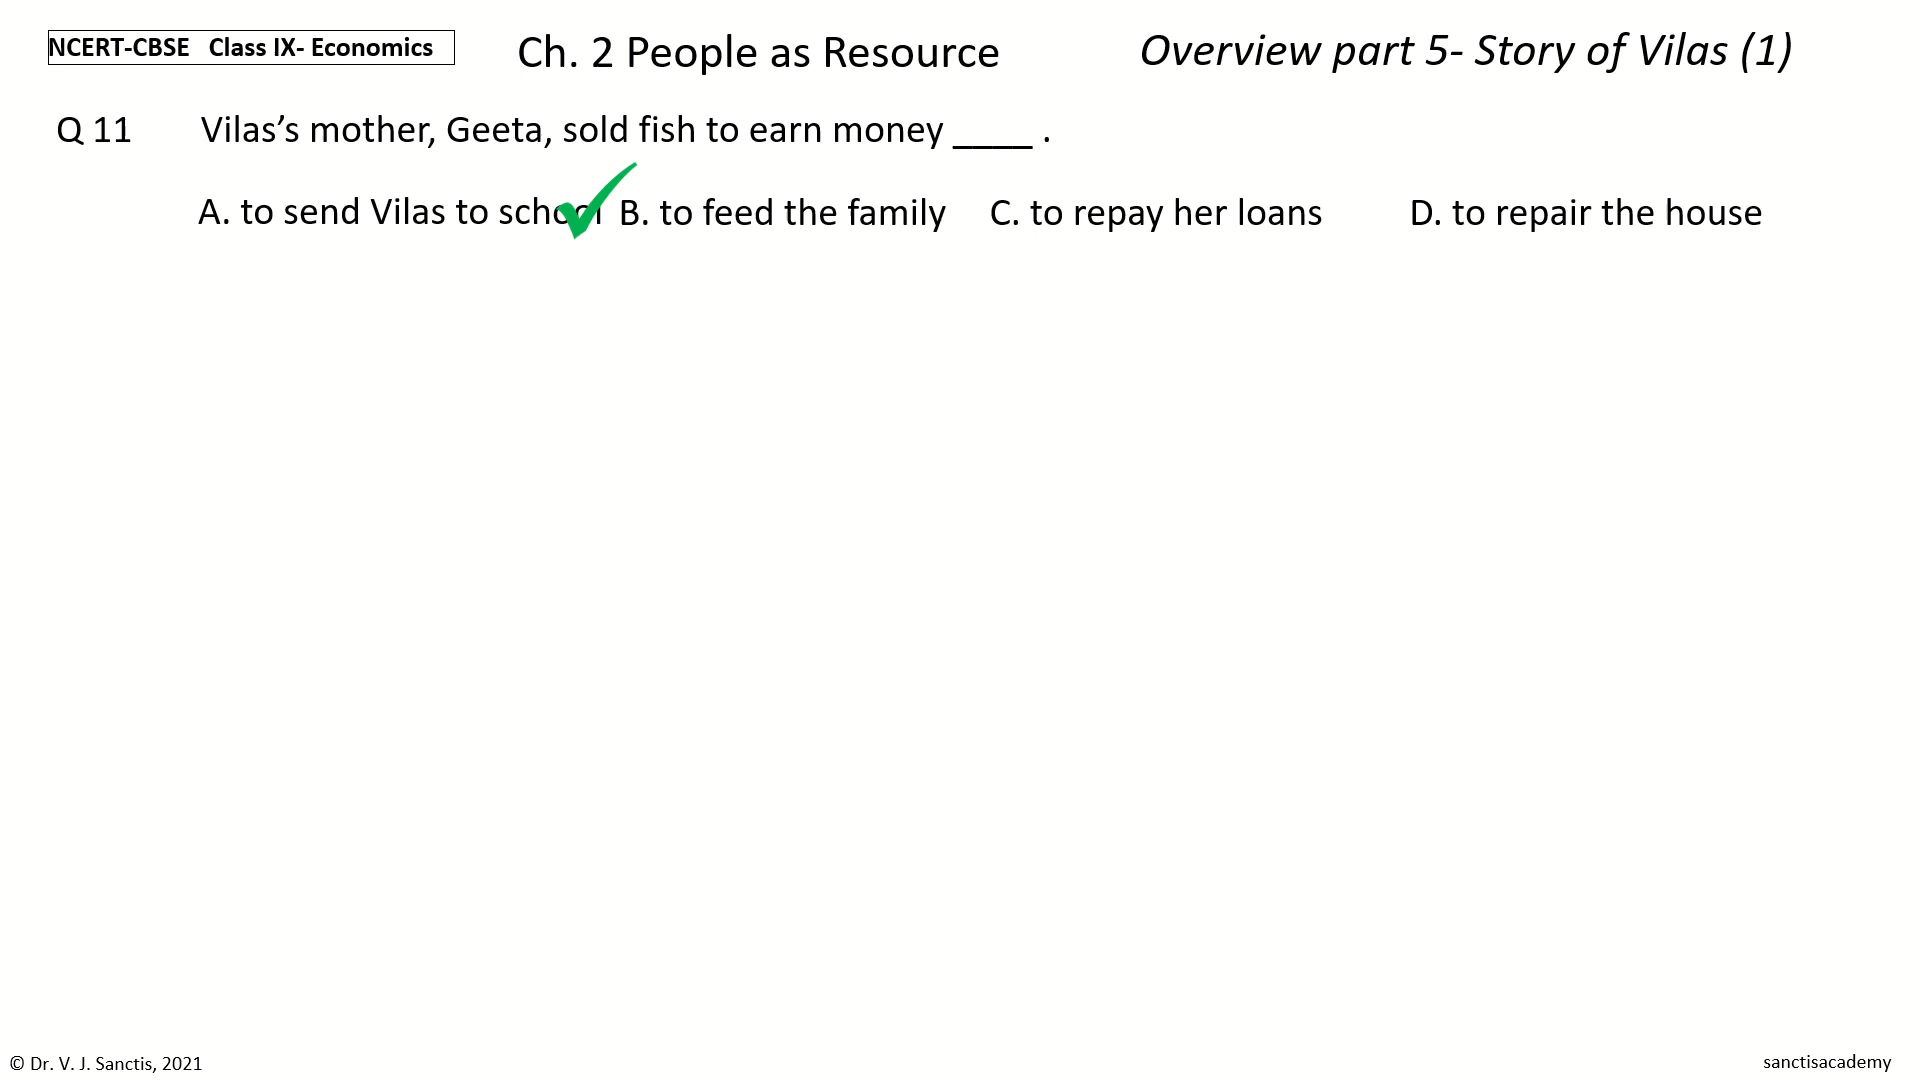 NCERT-CBSE Class IX- Economics
Ch. 2 People as Resource
Overview part 5- Story of Vilas (1)
Q 11 Vilas’s mother, Geeta, sold fish to earn money ____ .
A. to send Vilas to school B. to feed the family C. to repay her loans D. to repair the house
© Dr. V. J. Sanctis, 2021
sanctisacademy